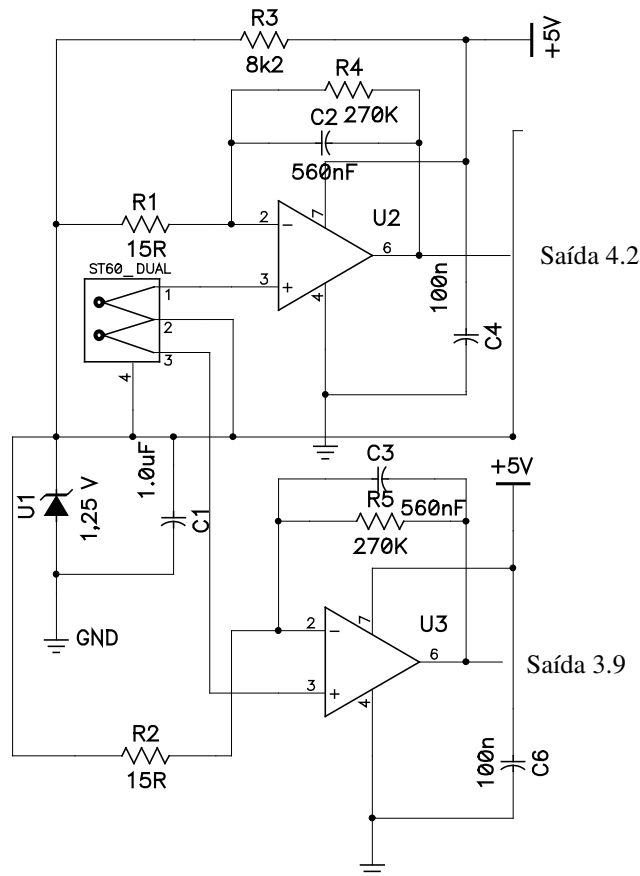 R3
8k2
+5V
R4
270K
C2
560nF
R1
15R
2
7
U2
6
3
4
Saída 4.2
100n
C4
ST60_DUAL
1
2
3
4
U1
1,25 V
1.0uF
C1
GND
C3
+5V
R5
560nF
270K
2
7
U3
6
3
4
Saída 3.9
R2
15R
100n
C6